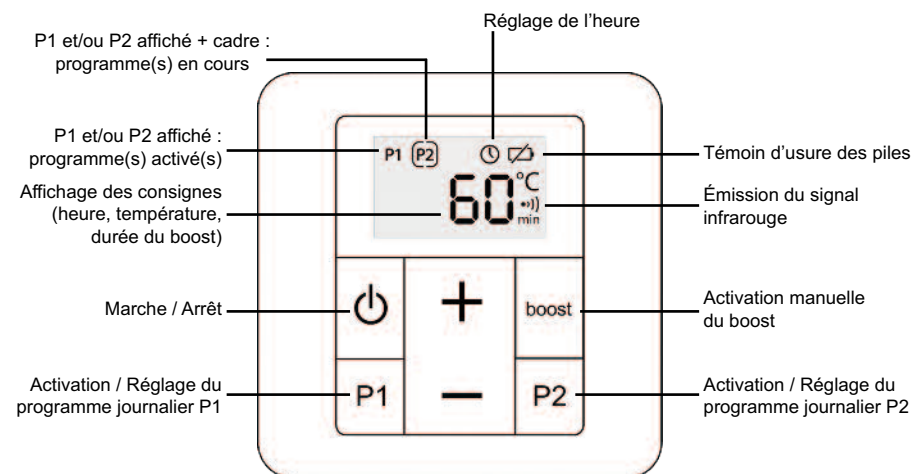 Réglage de l’heure
P1 et/ou P2 affiché + cadre :
programme(s) en cours
P1 et/ou P2 affiché :
programme(s) activé(s)
Affichage des consignes
(heure, température,
durée du boost)
Marche / Arrêt
Activation / Réglage du
programme journalier P1
P1 P2
60 °C
min
boost
P1 P2
Témoin d’usure des piles
Émission du signal
infrarouge
Activation manuelle
du boost
Activation / Réglage du
programme journalier P2